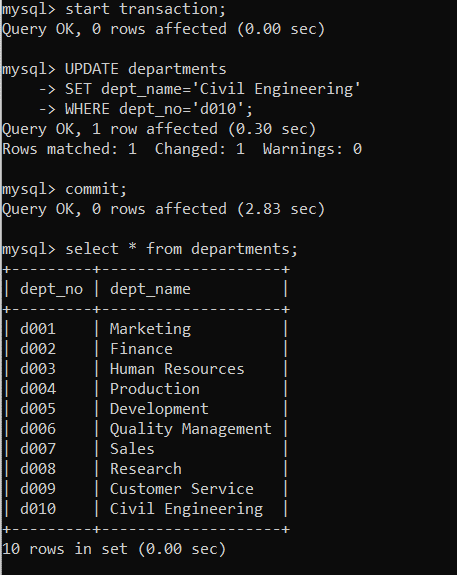 mysql> start transaction;
Query OK, 0 rows affected (0.00 sec)

mysql> UPDATE departments
    -> SET dept_name='Civil Engineering'
    -> WHERE dept_no='d010';
Query OK, 1 row affected (0.30 sec)
Rows matched: 1  Changed: 1  Warnings: 0

mysql> commit;
Query OK, 0 rows affected (2.83 sec)

mysql> select * from departments;
+---------+--------------------+
| dept_no | dept_name          |
+---------+--------------------+
| d001    | Marketing          |
| d002    | Finance            |
| d003    | Human Resources    |
| d004    | Production         |
| d005    | Development        |
| d006    | Quality Management |
| d007    | Sales              |
| d008    | Research           |
| d009    | Customer Service   |
| d010    | Civil Engineering  |
+---------+--------------------+
10 rows in set (0.00 sec)